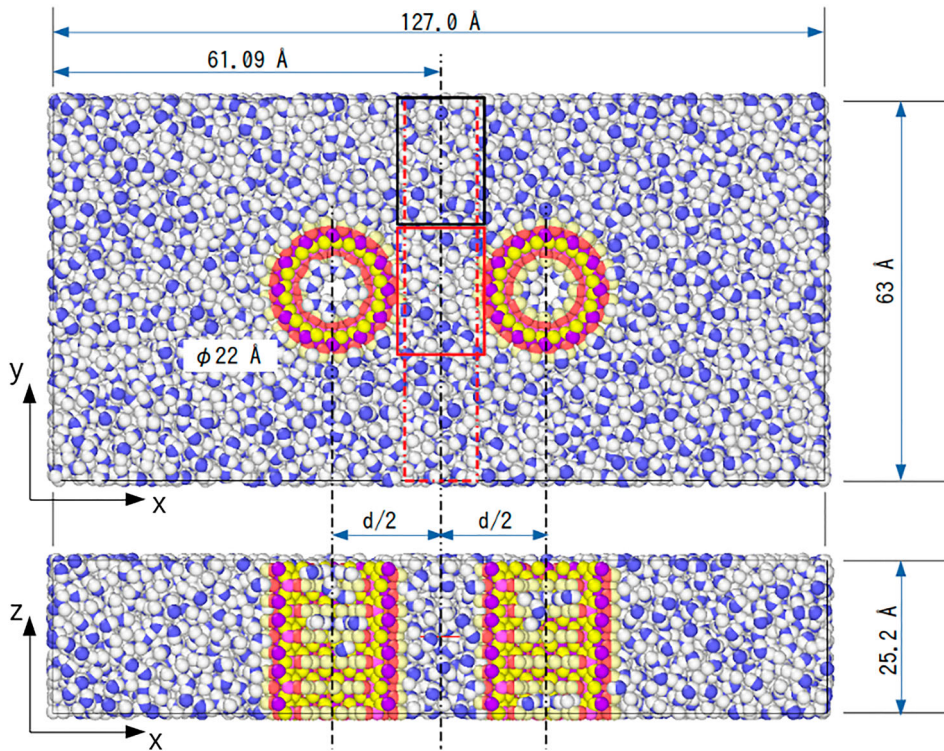 127.0 Å
61.09 Å
63 Å
φ22 Å
y
x
d/2 d/2
z
25.2 Å
x